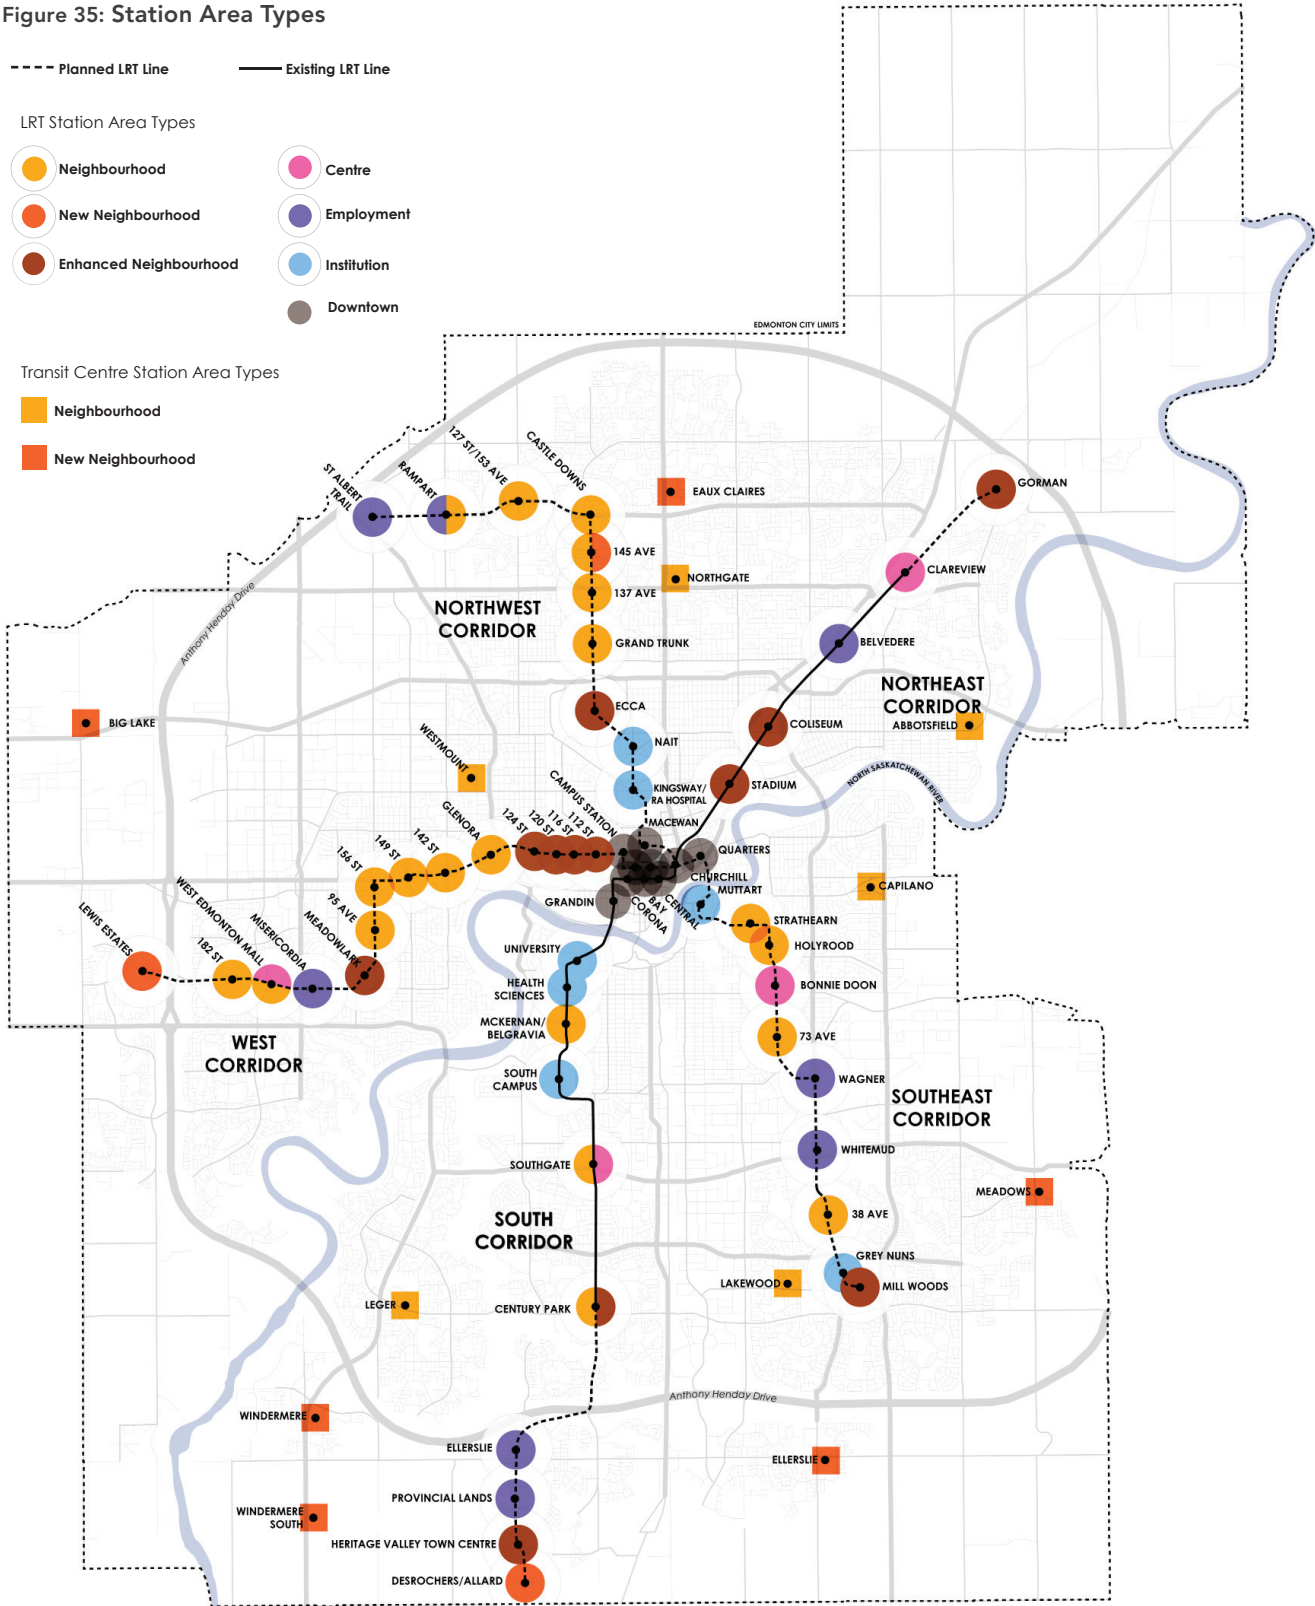 Figure 35: Station Area Types
Planned LRT Line
Existing LRT Line
LRT Station Area Types
Neighbourhood
Centre
New Neighbourhood
Employment
Enhanced Neighbourhood
Institution
Downtown
Transit Centre Station Area Types
Neighbourhood
New Neighbourhood
EDMONTON CITY LIMITS
127 ST/153 AVE
CASTLE DOWNS
ST ALBERT
TRAIL
RAMPART
EAUX CLAIRES
GORMAN
145 AVE
CLAREVIEW
NORTHGATE
137 AVE
Anthony Henday Drive
NORTHWEST
CORRIDOR
GRAND TRUNK
BELVEDERE
NORTHEAST
CORRIDOR
ECCA
BIG LAKE
COLISEUM
ABBOTSFIELD
NAIT
WESTMOUNT
NORTH SASKATCHEWAN RIVER
STADIUM
KINGSWAY/
RA HOSPITAL
CAMPUS STATION
MACEWAN
GLENORA
124 ST
120 ST
116 ST
112 ST
QUARTERS
156 ST
149 ST
142 ST
CHURCHILL
MUTTART
CAPILANO
GRANDIN
CORONA
BAY
CENTRAL
LEWIS ESTATES
182 ST
WEST EDMONTON MALL
MISERICORDIA
95 AVE
MEADOWLARK
STRATHEARN
HOLYROOD
UNIVERSITY
HEALTH
SCIENCES
BONNIE DOON
MCKERNAN/
BELGRAVIA
73 AVE
WEST
CORRIDOR
SOUTH
CAMPUS
WAGNER
SOUTHEAST
CORRIDOR
WHITEMUD
SOUTHGATE
MEADOWS
38 AVE
SOUTH
CORRIDOR
GREY NUNS
LAKEWOOD
MILL WOODS
LEGER
CENTURY PARK
Anthony Henday Drive
WINDERMERE
ELLERSLIE
ELLERSLIE
PROVINCIAL LANDS
WINDERMERE
SOUTH
HERITAGE VALLEY TOWN CENTRE
DESROCHERS/ALLARD